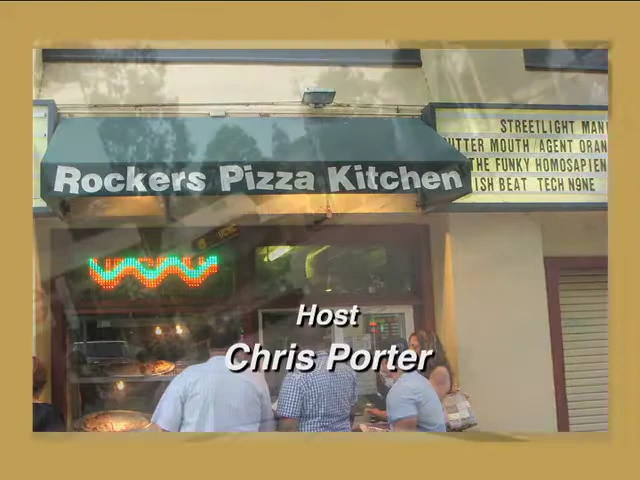 STREETLIGHT MAN
UTTER MOUTH/AGENT ORAN
THE FUNKY HOMOSAPIEN
ISH BEAT TECH N9NE
Rockers Pizza Kitchen
Host
Chris Porter